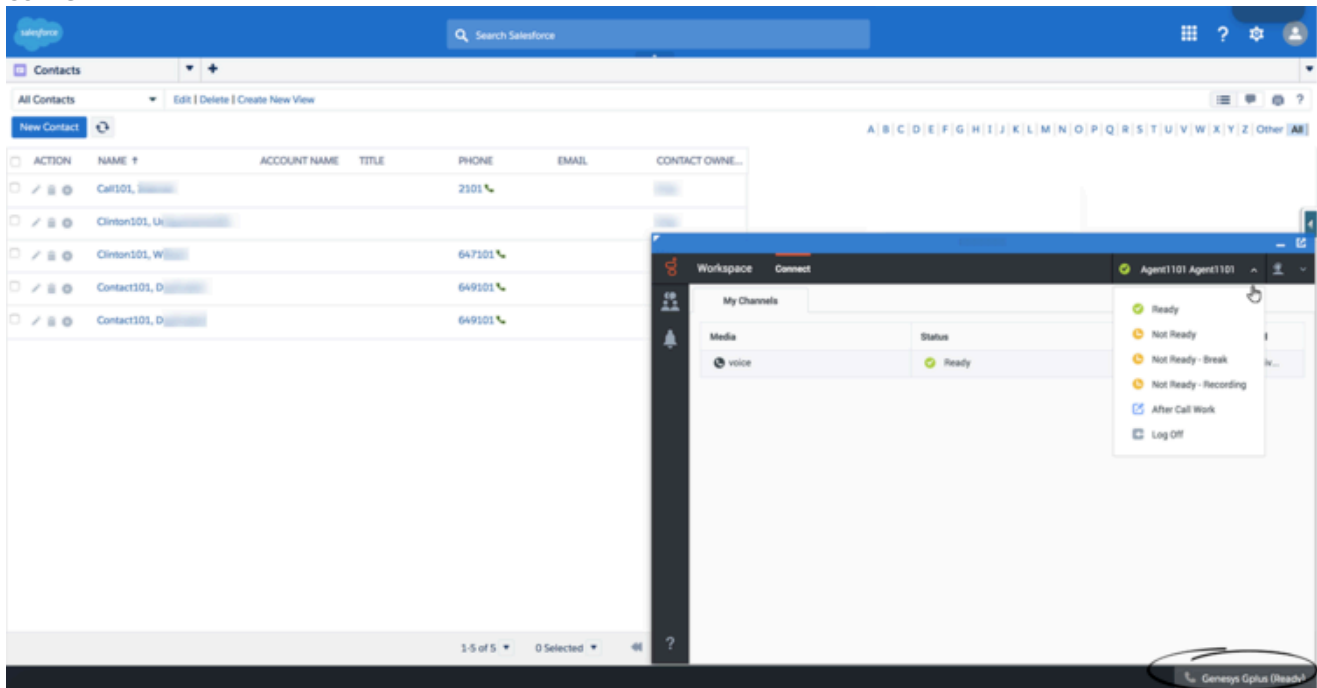 salesforce
Search Salesforce
?
Contacts
All Contacts
Edit | Delete | Create New View
?
New Contact
A | B | C | D | E | F | G | H | I | J | K | L | M | N | O | P | Q | R | S | T | U | V | W | X | Y | Z | Other | All
ACTION NAME ↑ ACCOUNT NAME TITLE PHONE EMAIL CONTACT OWNE...
Call101, 2101
Clinton101, U
Clinton101, W 647101
Contact101, D 649101
Contact101, D 649101
Workspace Connect Agent1101 Agent1101
My Channels
Media Status
voice Ready
Ready
Not Ready
Not Ready - Break
Not Ready - Recording
After Call Work
Log Off
1-5 of 5 0 Selected
?
Genesys Gplus (Ready)